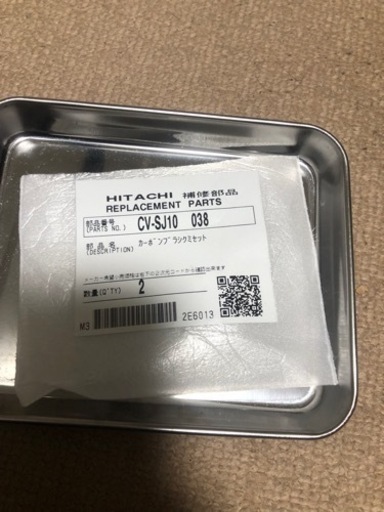 HITACHI 補修部品
REPLACEMENT PARTS
部品番号 (PARTS NO.) CV-SJ10 038
部品名 (DESCRIPTION) カーボンブラシクミセット
数量(Q'TY) 2
M3 2E6013